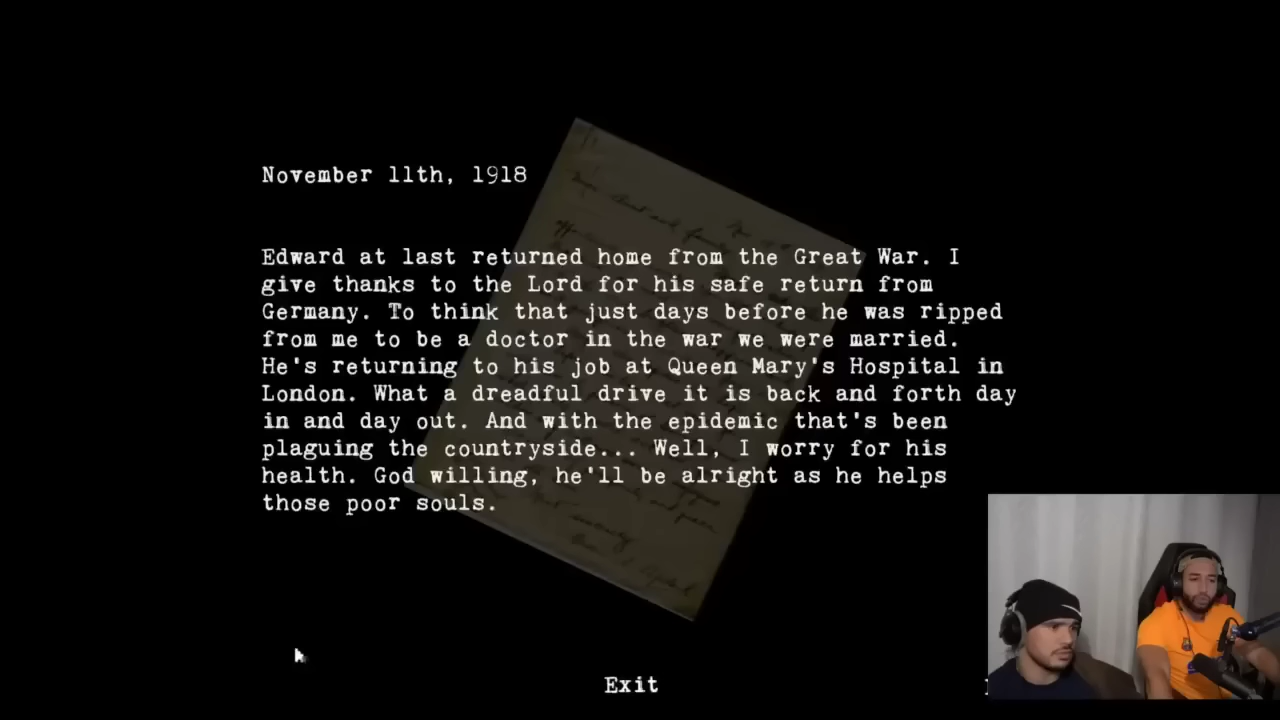 November 11th, 1918
Edward at last returned home from the Great War. I
give thanks to the Lord for his safe return from
Germany. To think that just days before he was ripped
from me to be a doctor in the war we were married.
He's returning to his job at Queen Mary's Hospital in
London. What a dreadful drive it is back and forth day
in and day out. And with the epidemic that's been
plaguing the countryside... Well, I worry for his
health. God willing, he'll be alright as he helps
those poor souls.
Exit